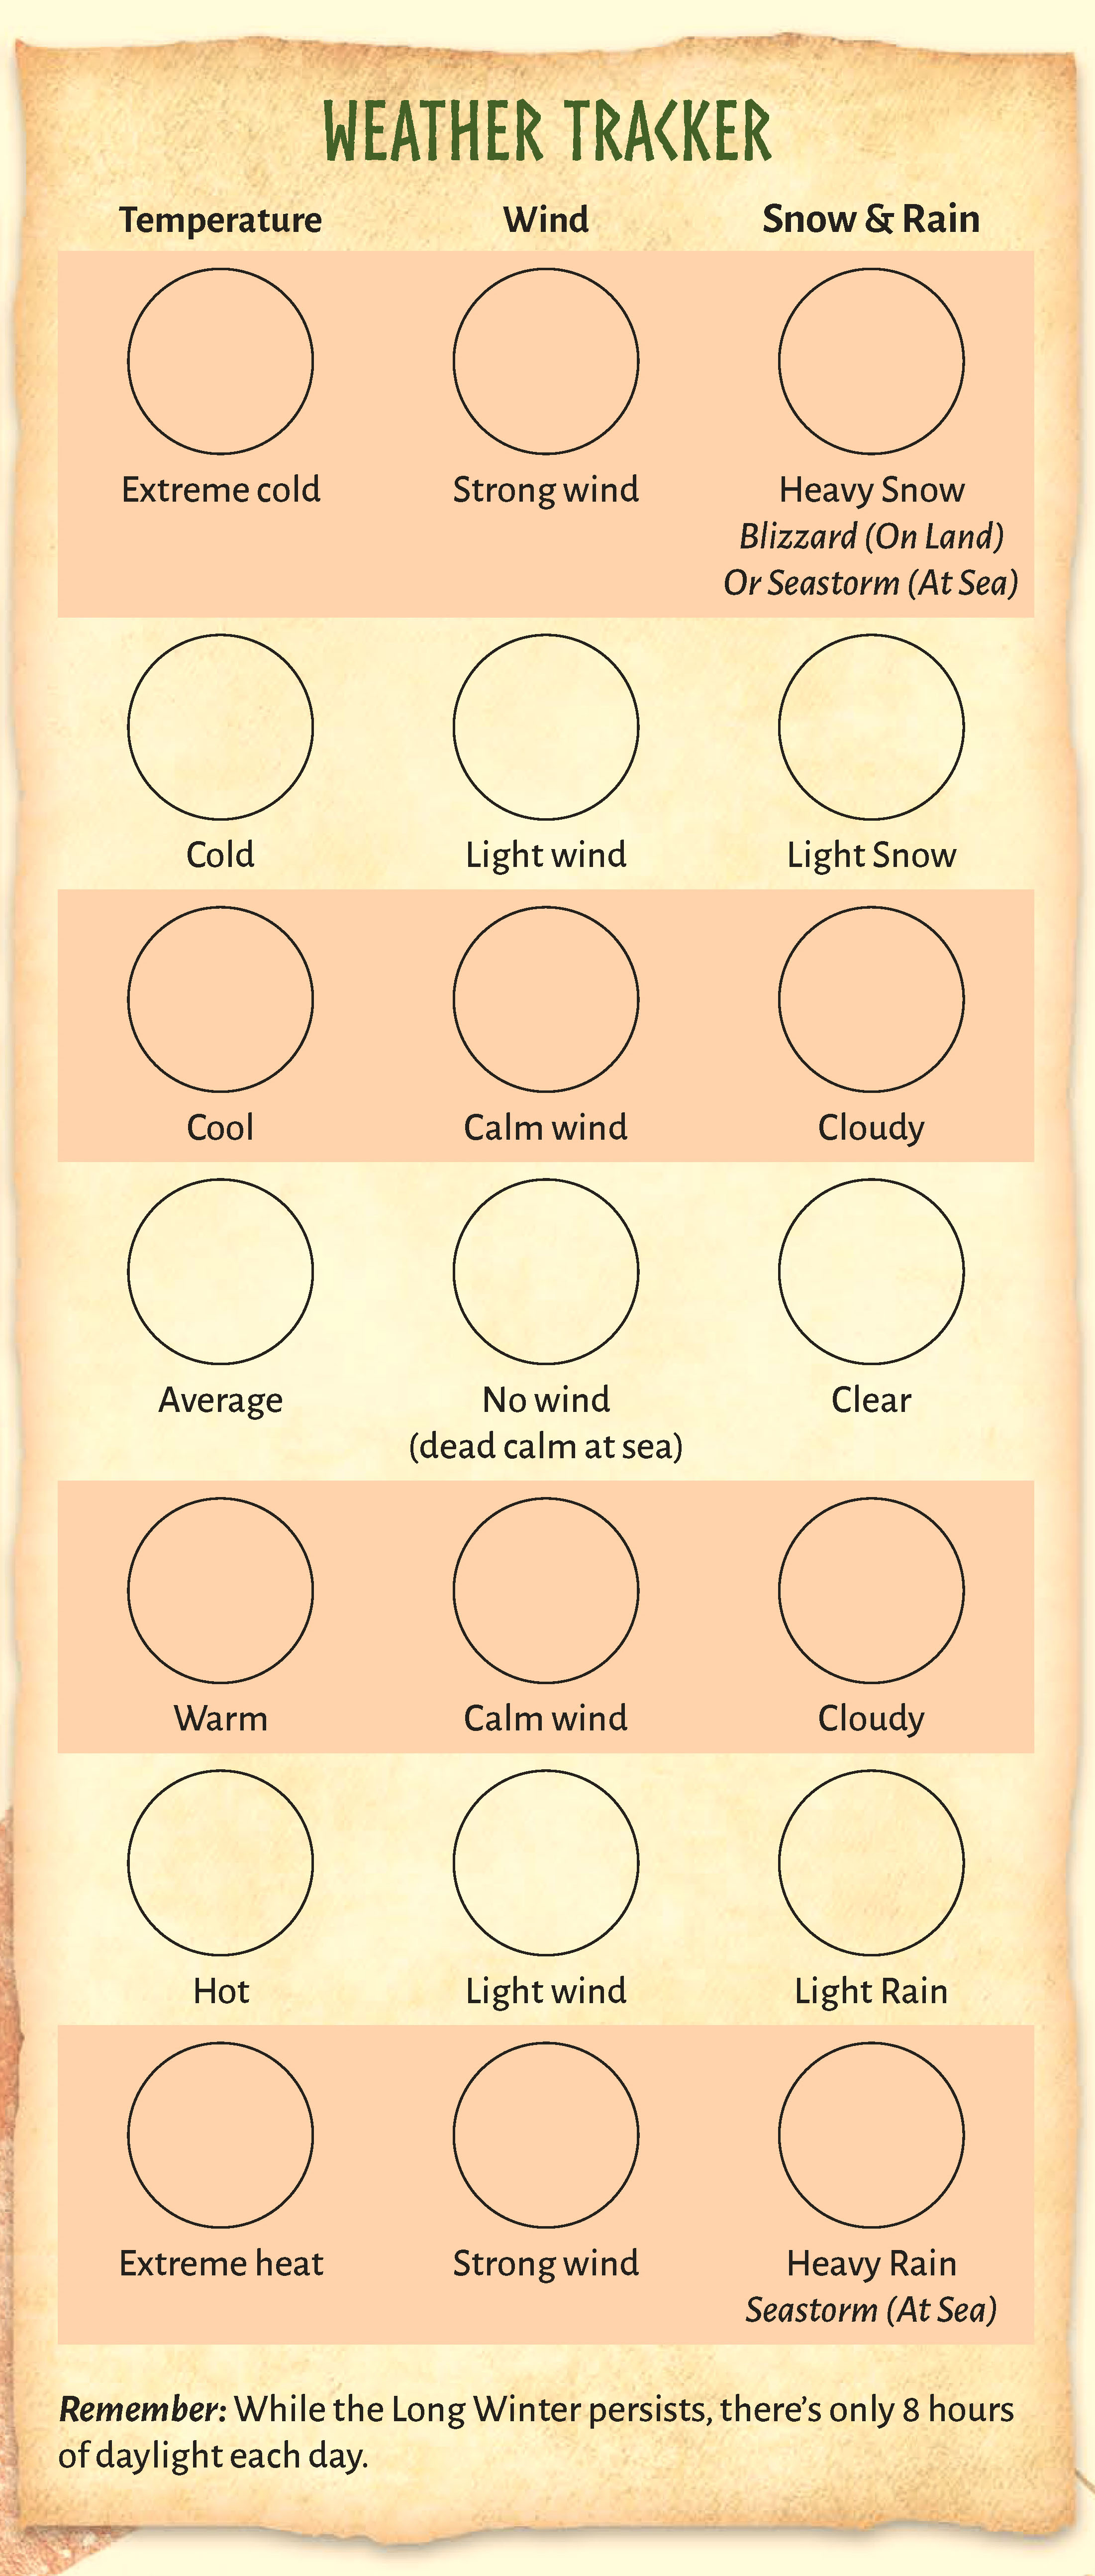 WEATHER TRACKER
Temperature Wind Snow & Rain
Extreme cold Strong wind Heavy Snow
Blizzard (On Land)
Or Seastorm (At Sea)
Cold Light wind Light Snow
Cool Calm wind Cloudy
Average No wind Clear
(dead calm at sea)
Warm Calm wind Cloudy
Hot Light wind Light Rain
Extreme heat Strong wind Heavy Rain
Seastorm (At Sea)
Remember: While the Long Winter persists, there's only 8 hours
of daylight each day.